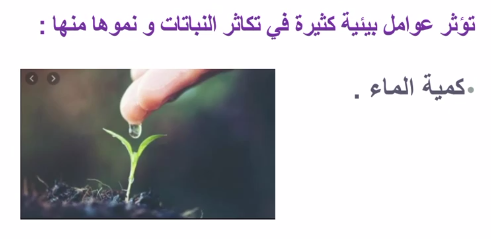 تؤثر عوامل بيئية كثيرة في تكاثر النباتات و نموها منها :
•كمية الماء .